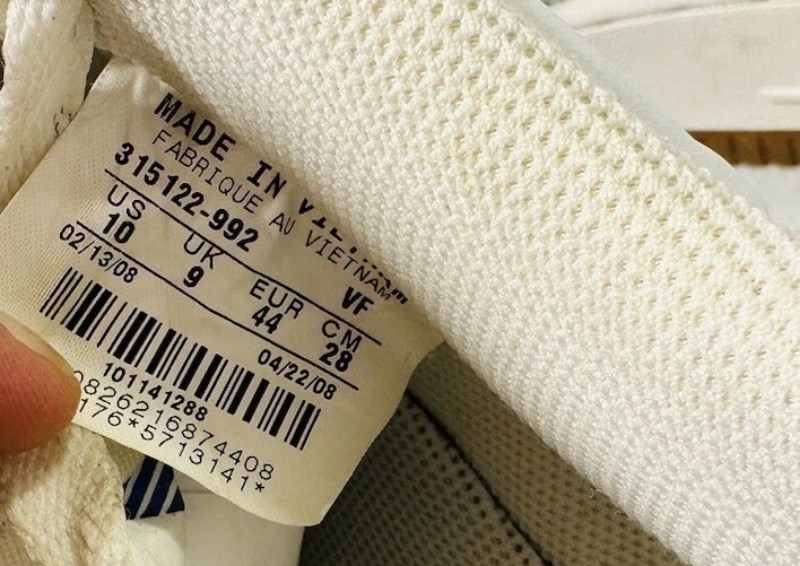 MADE IN
FABRIQUE AU VIETNAM
315122-992 VF
US UK EUR CM
10 9 44 28
02/13/08 04/22/08
101141288
0826216874408
176*5713141*